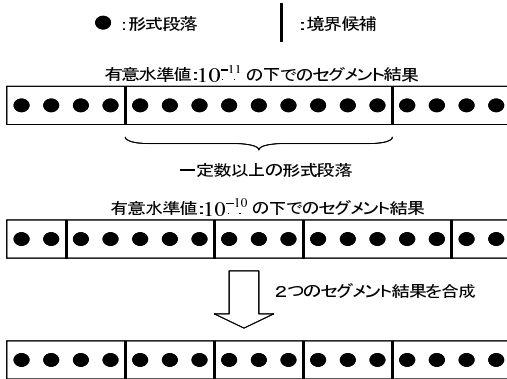 ●:形式段落 ｜:境界候補
有意水準値:10⁻¹¹ の下でのセグメント結果
一定数以上の形式段落
有意水準値:10⁻¹⁰ の下でのセグメント結果
２つのセグメント結果を合成